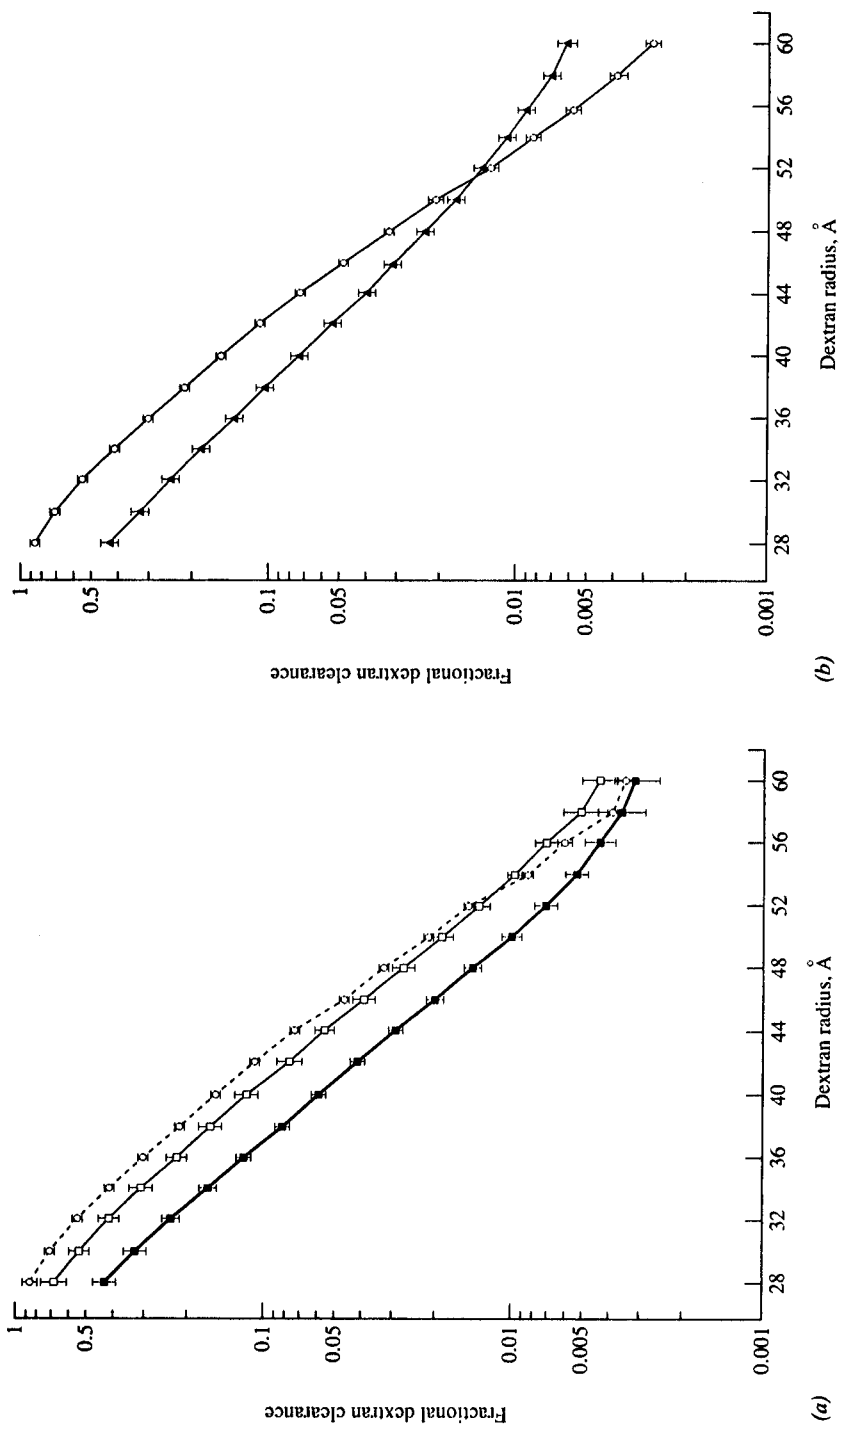 1
0.5
0.1
0.05
0.01
0.005
0.001
Fractional dextran clearance
28 32 36 40 44 48 52 56 60
Dextran radius, Å
(a)
1
0.5
0.1
0.05
0.01
0.005
0.001
Fractional dextran clearance
28 32 36 40 44 48 52 56 60
Dextran radius, Å
(b)